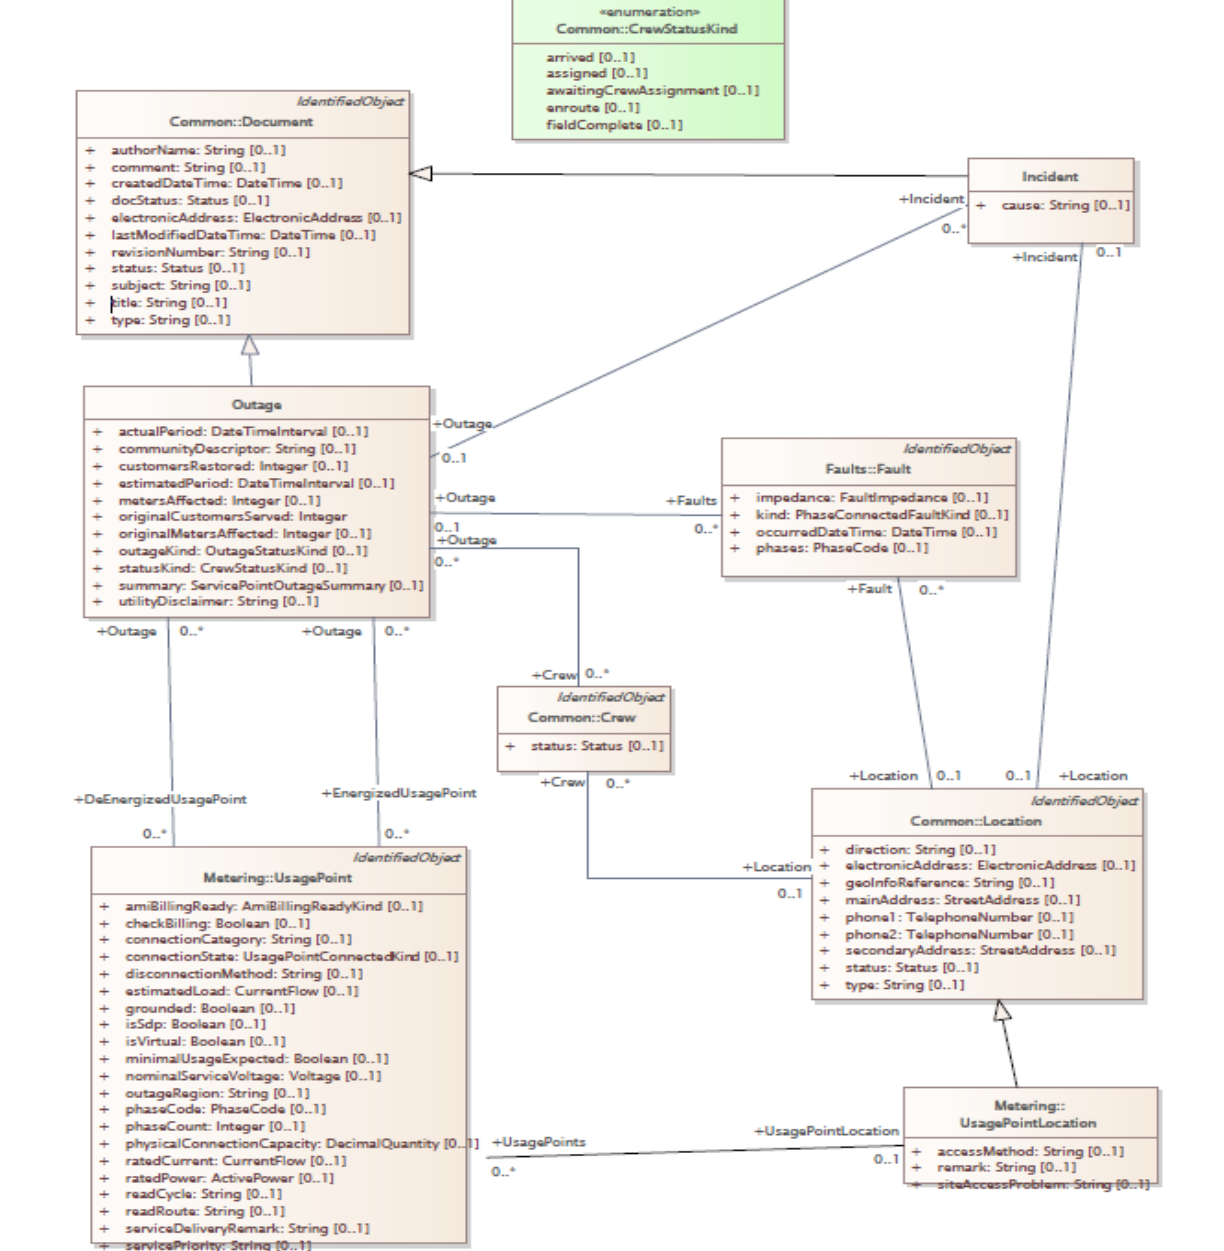 «enumeration»
Common::CrewStatusKind
arrived [0..1]
assigned [0..1]
awaitingCrewAssignment [0..1]
enroute [0..1]
fieldComplete [0..1]
IdentifiedObject
Common::Document
+ authorName: String [0..1]
+ comment: String [0..1]
+ createdDateTime: DateTime [0..1]
+ docStatus: Status [0..1]
+ electronicAddress: ElectronicAddress [0..1]
+ lastModifiedDateTime: DateTime [0..1]
+ revisionNumber: String [0..1]
+ status: Status [0..1]
+ subject: String [0..1]
+ title: String [0..1]
+ type: String [0..1]
Incident
+ cause: String [0..1]
+Incident
0..*
+Incident
0..1
Outage
+ actualPeriod: DateTimeInterval [0..1]
+ communityDescriptor: String [0..1]
+ customersRestored: Integer [0..1]
+ estimatedPeriod: DateTimeInterval [0..1]
+ metersAffected: Integer [0..1]
+ originalCustomersServed: Integer
+ originalMetersAffected: Integer [0..1]
+ outageKind: OutageStatusKind [0..1]
+ statusKind: CrewStatusKind [0..1]
+ summary: ServicePointOutageSummary [0..1]
+ utilityDisclaimer: String [0..1]
+Outage
0..1
+Outage
0..1
+Outage
0..*
+Faults
0..*
IdentifiedObject
Faults::Fault
+ impedance: FaultImpedance [0..1]
+ kind: PhaseConnectedFaultKind [0..1]
+ occurredDateTime: DateTime [0..1]
+ phases: PhaseCode [0..1]
+Fault
0..*
+Outage
0..*
+Outage
0..*
+Crew
0..*
IdentifiedObject
Common::Crew
+ status: Status [0..1]
+Crew
0..*
+DeEnergizedUsagePoint
0..*
+EnergizedUsagePoint
0..*
+Location
0..1
0..1
+Location
+Location
0..1
IdentifiedObject
Common::Location
+ direction: String [0..1]
+ electronicAddress: ElectronicAddress [0..1]
+ geoInfoReference: String [0..1]
+ mainAddress: StreetAddress [0..1]
+ phone1: TelephoneNumber [0..1]
+ phone2: TelephoneNumber [0..1]
+ secondaryAddress: StreetAddress [0..1]
+ status: Status [0..1]
+ type: String [0..1]
IdentifiedObject
Metering::UsagePoint
+ amiBillingReady: AmiBillingReadyKind [0..1]
+ checkBilling: Boolean [0..1]
+ connectionCategory: String [0..1]
+ connectionState: UsagePointConnectedKind [0..1]
+ disconnectionMethod: String [0..1]
+ estimatedLoad: CurrentFlow [0..1]
+ grounded: Boolean [0..1]
+ isSdp: Boolean [0..1]
+ isVirtual: Boolean [0..1]
+ minimalUsageExpected: Boolean [0..1]
+ nominalServiceVoltage: Voltage [0..1]
+ outageRegion: String [0..1]
+ phaseCode: PhaseCode [0..1]
+ phaseCount: Integer [0..1]
+ physicalConnectionCapacity: DecimalQuantity [0..1]
+ ratedCurrent: CurrentFlow [0..1]
+ ratedPower: ActivePower [0..1]
+ readCycle: String [0..1]
+ readRoute: String [0..1]
+ serviceDeliveryRemark: String [0..1]
+ servicePriority: String [0..1]
+UsagePoints
0..*
+UsagePointLocation
0..1
Metering::
UsagePointLocation
+ accessMethod: String [0..1]
+ remark: String [0..1]
+ siteAccessProblem: String [0..1]